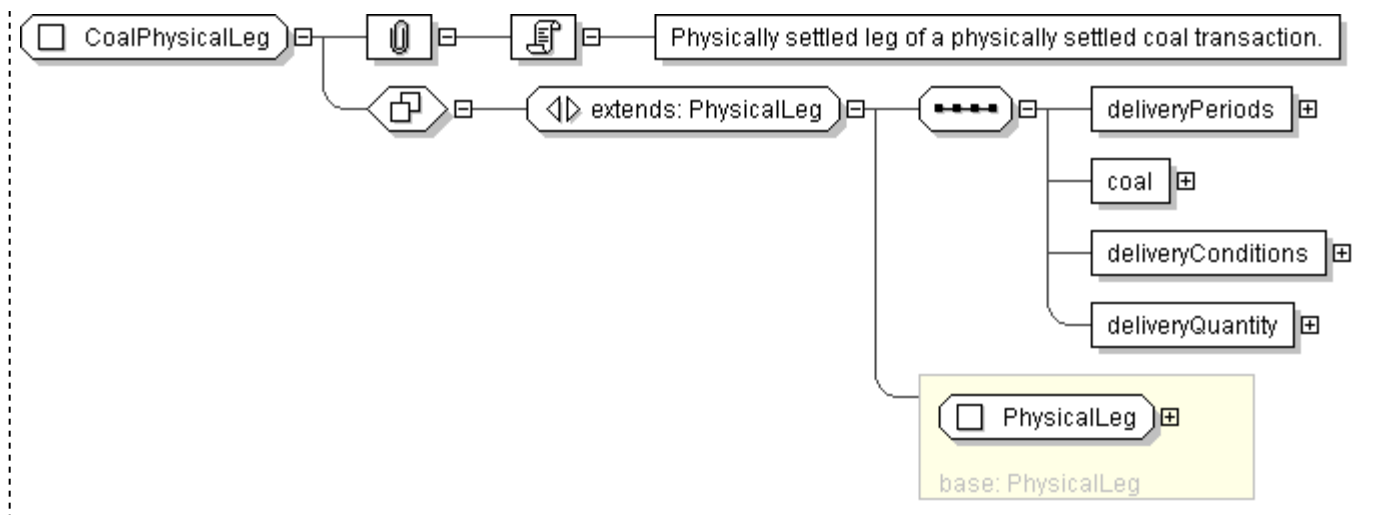 CoalPhysicalLeg
Physically settled leg of a physically settled coal transaction.
extends: PhysicalLeg
deliveryPeriods
coal
deliveryConditions
deliveryQuantity
PhysicalLeg
base: PhysicalLeg